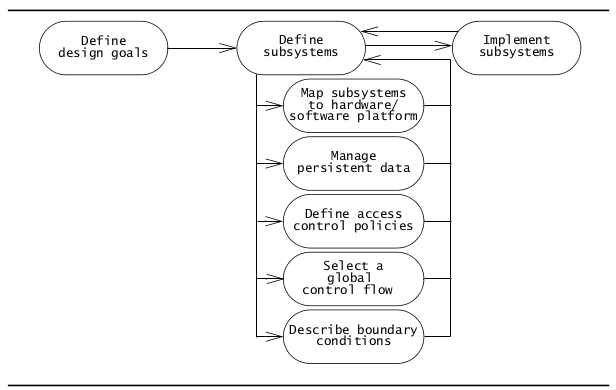 Define
design goals
Define
subsystems
Implement
subsystems
Map subsystems
to hardware/
software platform
Manage
persistent data
Define access
control policies
Select a
global
control flow
Describe boundary
conditions